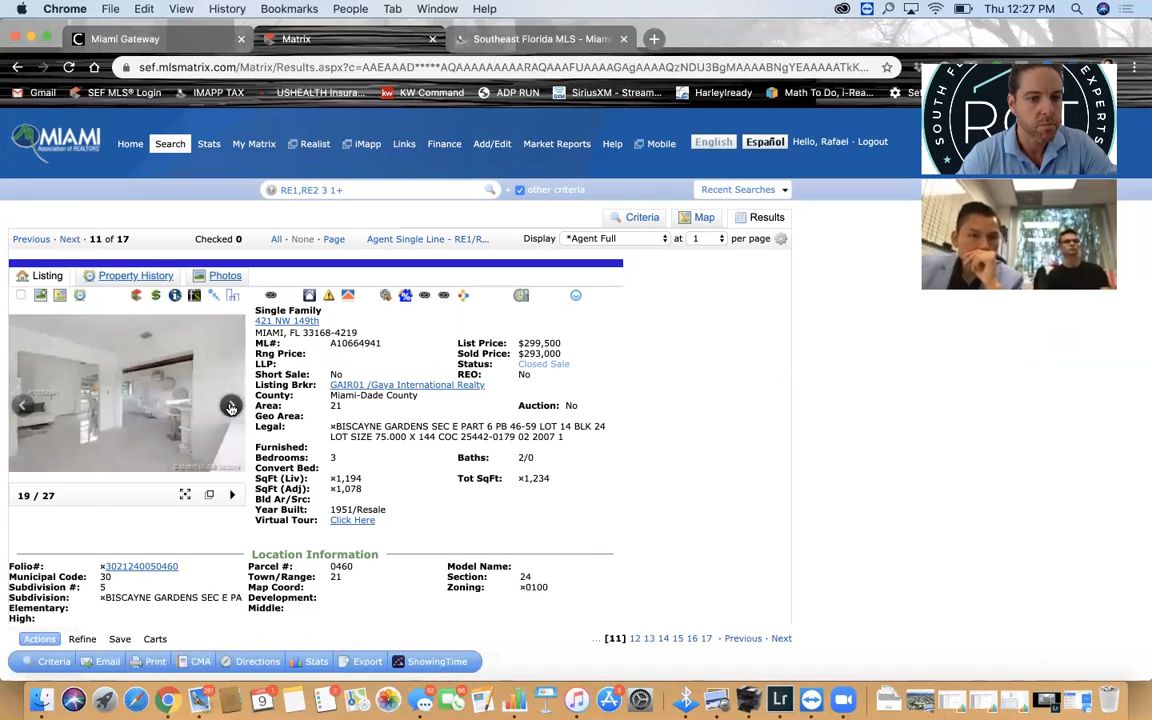 Chrome File Edit View History Bookmarks People Tab Window Help Thu 12:27 PM
Miami Gateway Matrix Southeast Florida MLS - Miam
sef.mlsmatrix.com/Matrix/Results.aspx?c=AAEAAAD*****AQAAAAAAAAARAQAAAFUAAAAGAgAAAAQzNDU3BgMAAAABNgYEAAAAATkK...
Gmail SEF MLS® Login IMAPP TAX USHEALTH Insura... KW Command ADP RUN SiriusXM - Stream... Harleylready Math To Do, i-Rea... Se
SOUTH F EXPERTS
MIAMI
Association of REALTORS
Home Search Stats My Matrix Realist iMapp Links Finance Add/Edit Market Reports Help Mobile English Español Hello, Rafael · Logout
RE1,RE2 3 1+ + other criteria Recent Searches
Criteria Map Results
Previous · Next · 11 of 17 Checked 0 All · None · Page Agent Single Line - RE1/R... Display *Agent Full at 1 per page
Listing Property History Photos
Single Family
421 NW 149th
MIAMI, FL 33168-4219
ML#: A10664941 List Price: $299,500
Rng Price: Sold Price: $293,000
LLP: Status: Closed Sale
Short Sale: No REO: No
Listing Brkr: GAIR01 /Gaya International Realty
County: Miami-Dade County
Area: 21 Auction: No
Geo Area:
Legal: ¤BISCAYNE GARDENS SEC E PART 6 PB 46-59 LOT 14 BLK 24
LOT SIZE 75.000 X 144 COC 25442-0179 02 2007 1
Furnished:
Bedrooms: 3 Baths: 2/0
Convert Bed:
SqFt (Liv): ¤1,194 Tot SqFt: ¤1,234
SqFt (Adj): ¤1,078
Bld Ar/Src:
Year Built: 1951/Resale
Virtual Tour: Click Here
19 / 27
Location Information
Folio#: ¤3021240050460 Parcel #: 0460 Model Name:
Municipal Code: 30 Town/Range: 21 Section: 24
Subdivision #: 5 Map Coord: Zoning: ¤0100
Subdivision: ¤BISCAYNE GARDENS SEC E PA Development:
Elementary: Middle:
High:
Actions Refine Save Carts ... [11] 12 13 14 15 16 17 · Previous · Next
Criteria Email Print CMA Directions Stats Export ShowingTime